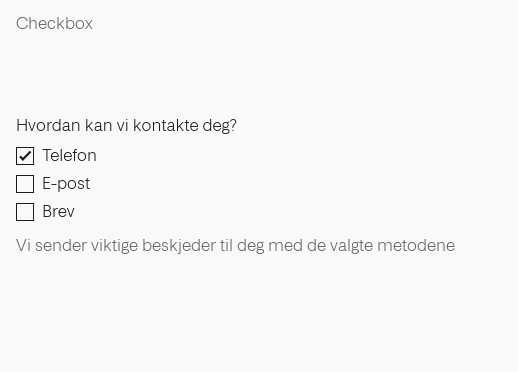 Checkbox
Hvordan kan vi kontakte deg?
Telefon
E-post
Brev
Vi sender viktige beskjeder til deg med de valgte metodene